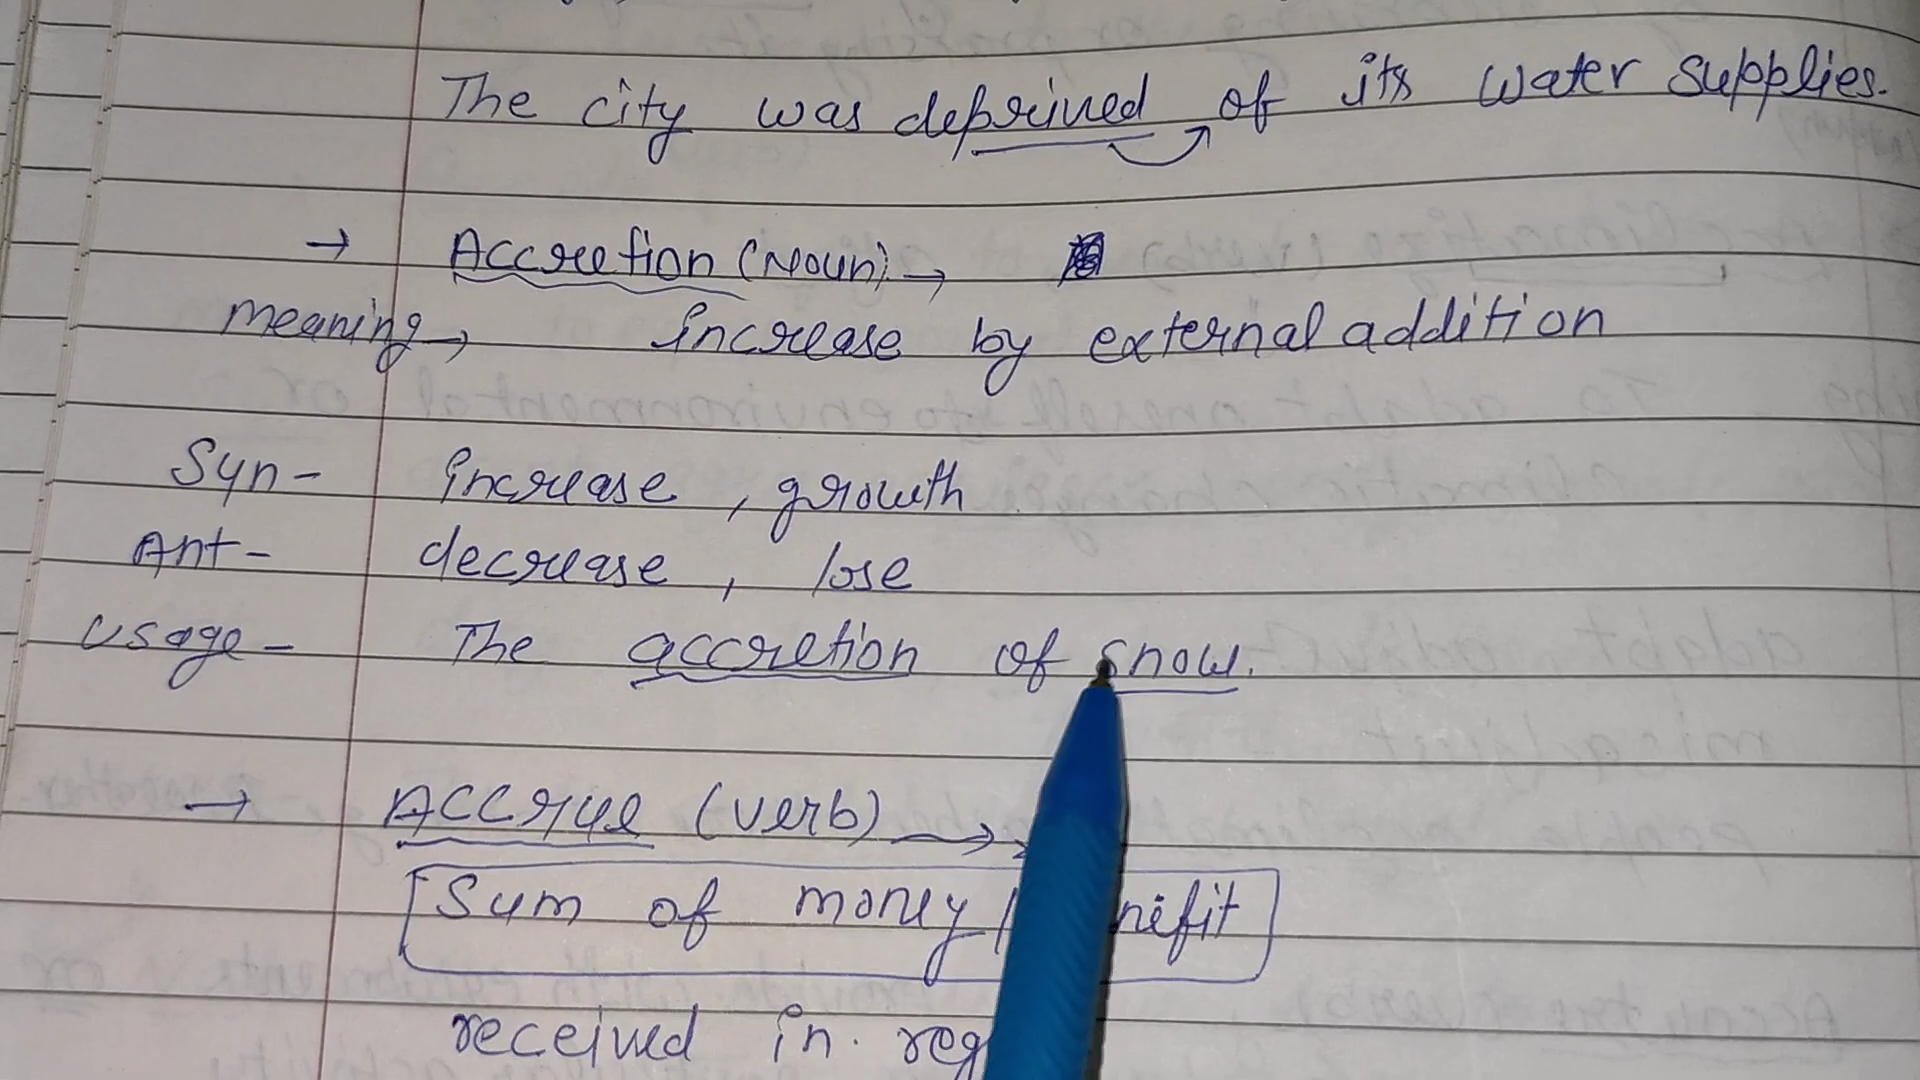 The city was deprived of its water supplies.
→ Accretion (Noun) →
meaning → Increase by external addition
Syn - Increase, growth
Ant - decrease, lose
Usage - The accretion of snow.
→ Accrue (verb) →
Sum of money /
received in